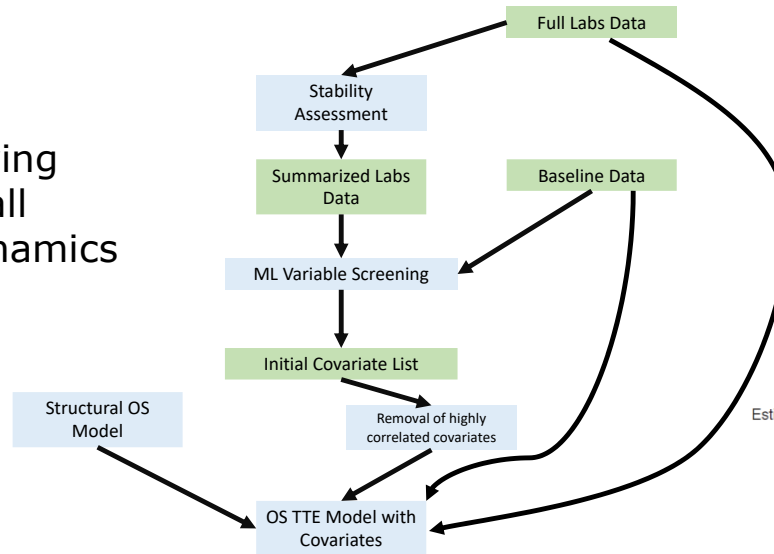 Full Labs Data
Stability
Assessment
ing
all
namics
Summarized Labs
Data
Baseline Data
ML Variable Screening
Initial Covariate List
Structural OS
Model
Removal of highly
correlated covariates
Est
OS TTE Model with
Covariates